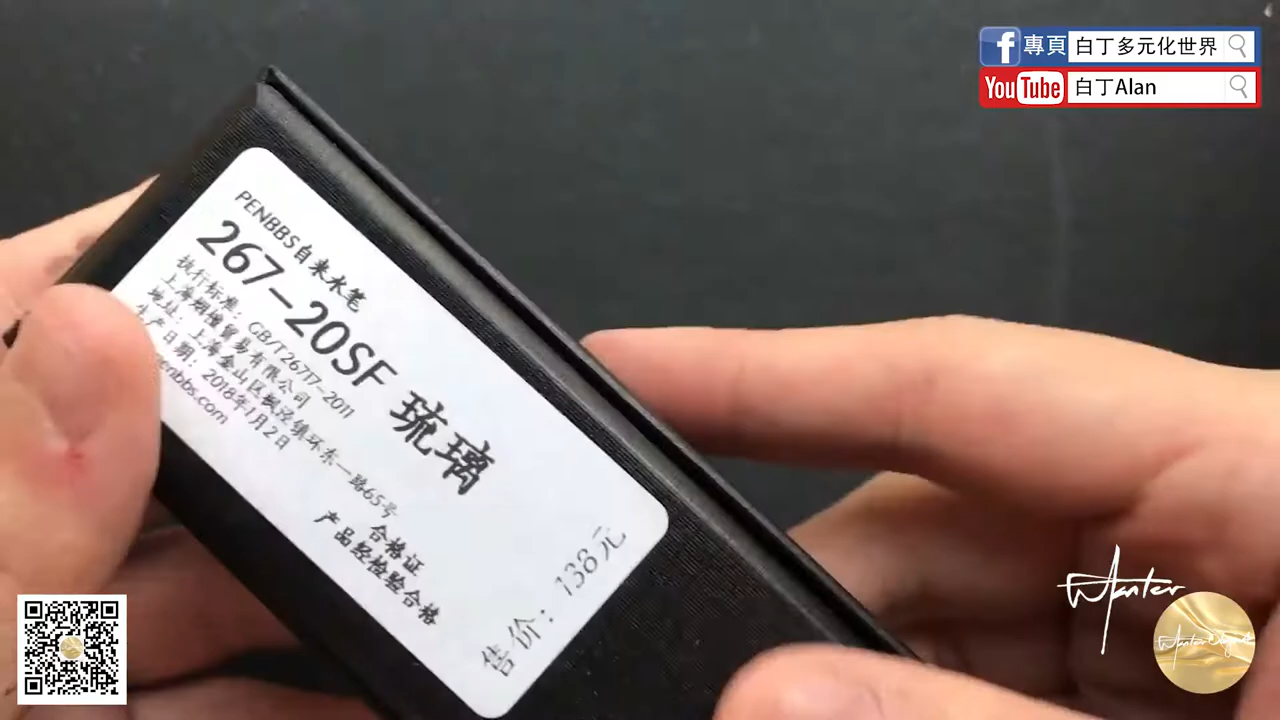 專頁 白丁多元化世界
YouTube 白丁Alan
PENBBS自来水笔
267-20SF 琉璃
执行标准：GB/T26717-2011
上海烟增贸易有限公司
地址：上海金山区枫泾镇环东一路65号
生产日期：2018年1月2日
penbbs.com
合格证
产品经检验合格
售价：138元